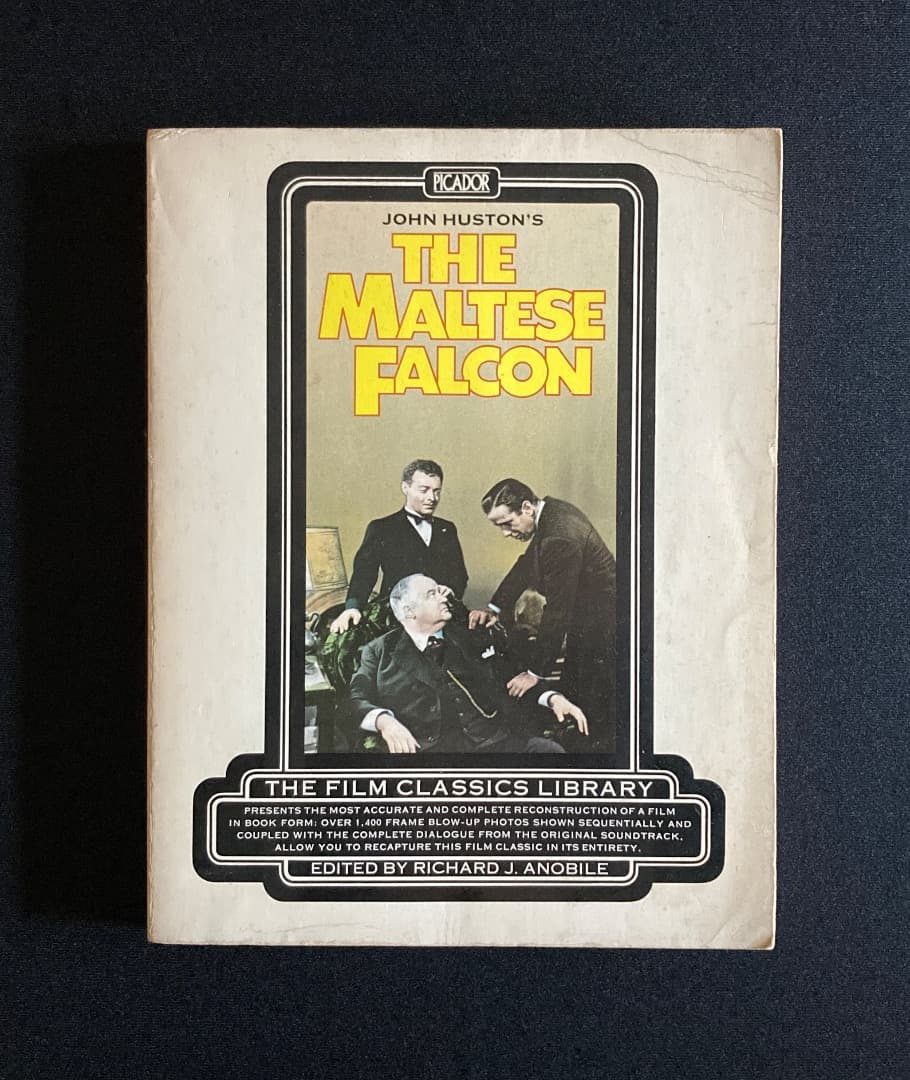 PICADOR
JOHN HUSTON'S
THE
MALTESE
FALCON
THE FILM CLASSICS LIBRARY
PRESENTS THE MOST ACCURATE AND COMPLETE RECONSTRUCTION OF A FILM
IN BOOK FORM: OVER 1,400 FRAME BLOW-UP PHOTOS SHOWN SEQUENTIALLY AND
COUPLED WITH THE COMPLETE DIALOGUE FROM THE ORIGINAL SOUNDTRACK,
ALLOW YOU TO RECAPTURE THIS FILM CLASSIC IN ITS ENTIRETY.
EDITED BY RICHARD J. ANOBILE